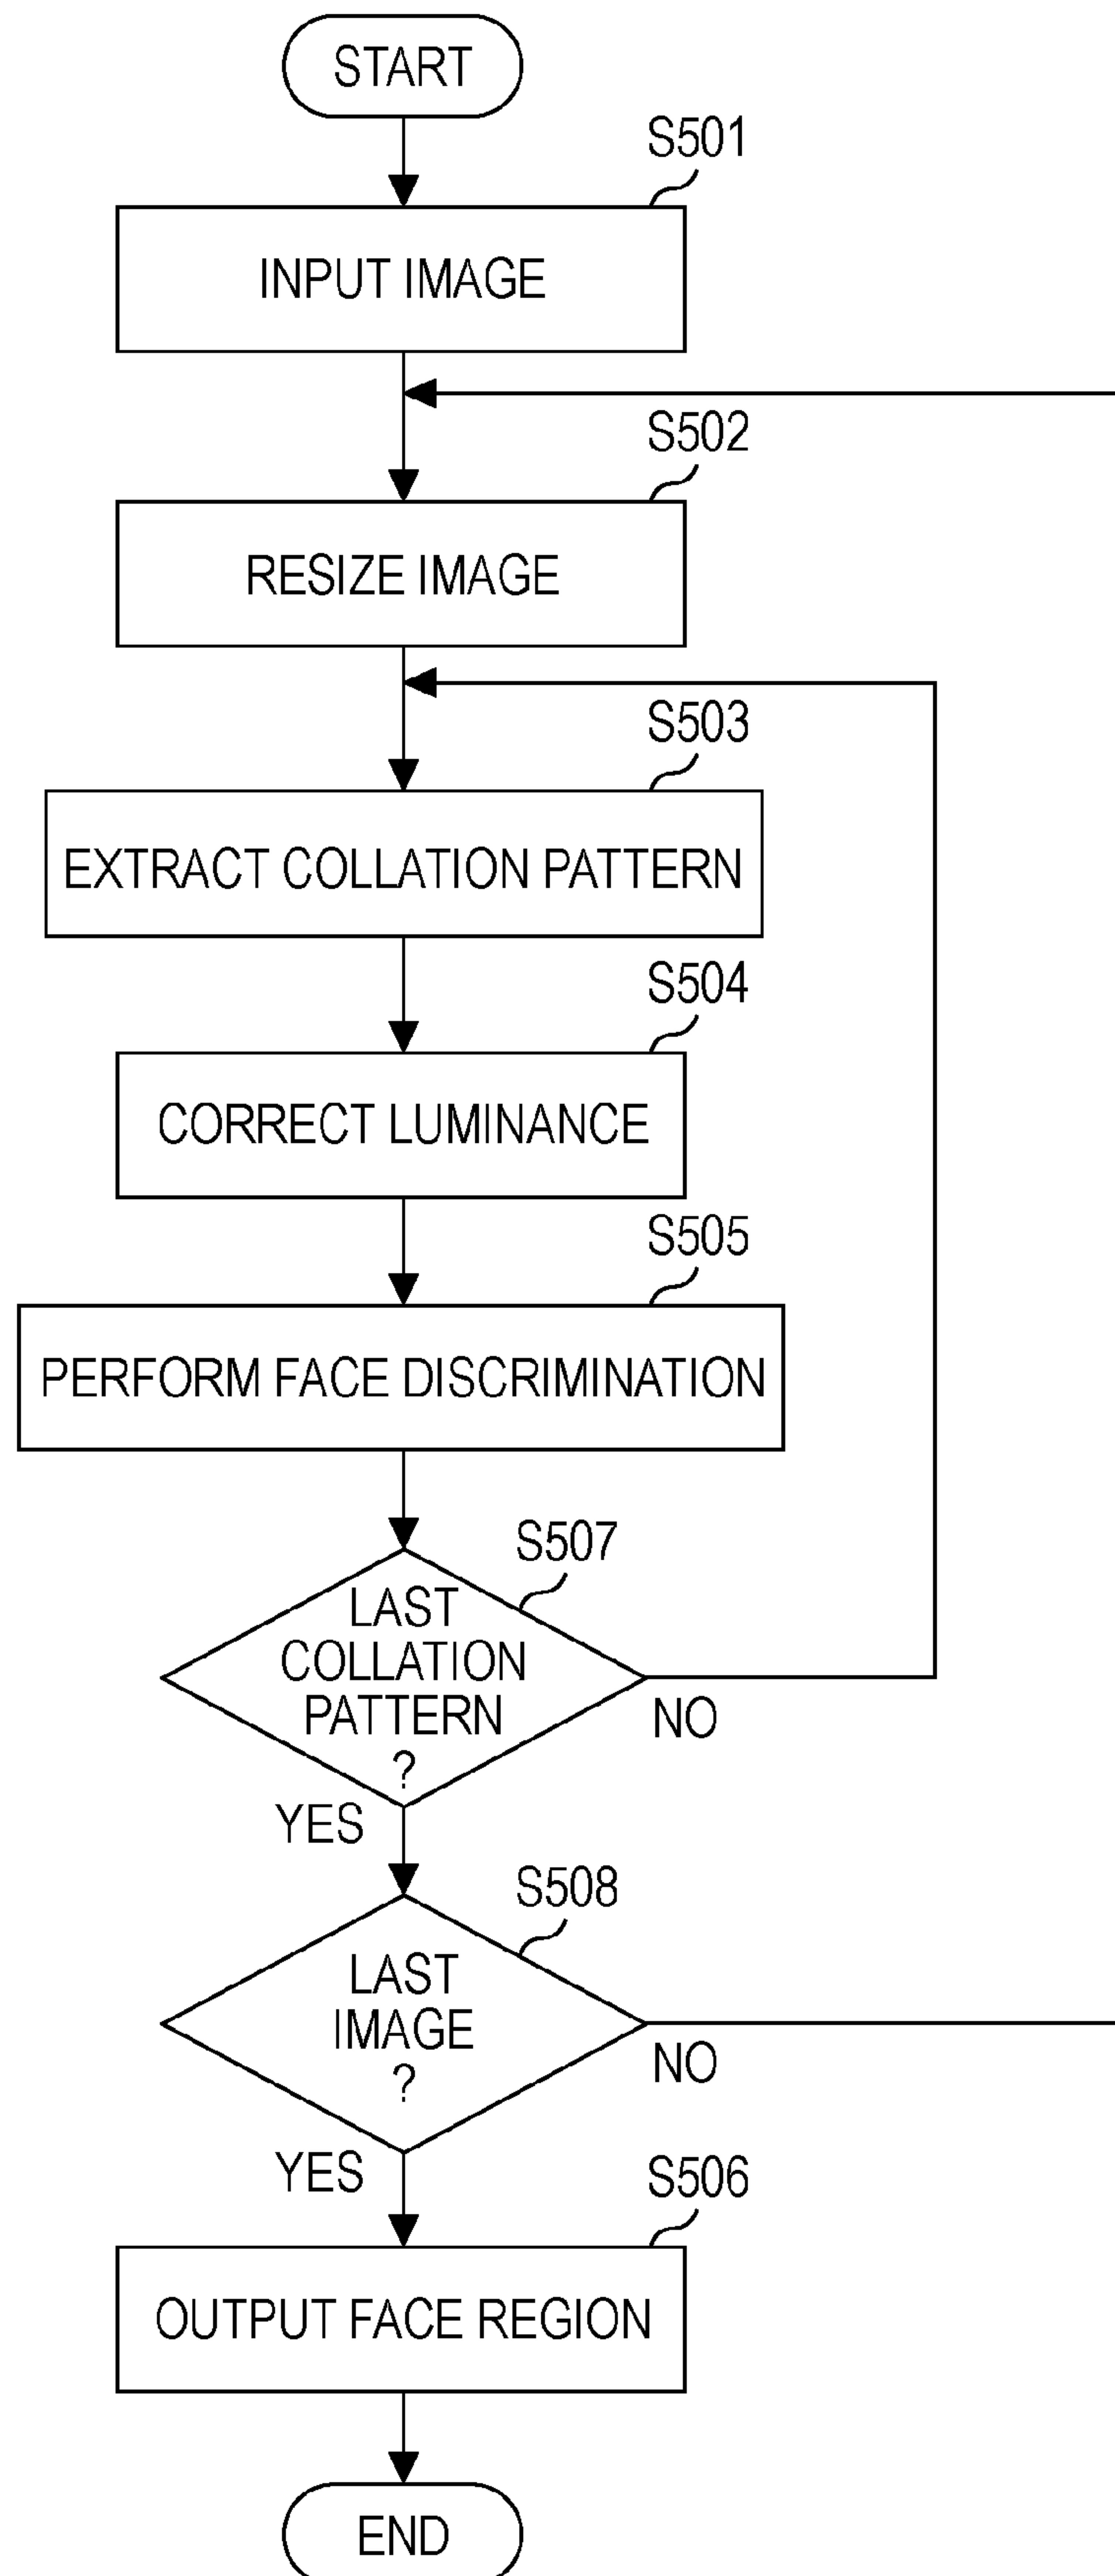 START
S501
INPUT IMAGE
S502
RESIZE IMAGE
S503
EXTRACT COLLATION PATTERN
S504
CORRECT LUMINANCE
S505
PERFORM FACE DISCRIMINATION
S507
LAST
COLLATION
PATTERN
?
NO
YES
S508
LAST
IMAGE
?
NO
YES
S506
OUTPUT FACE REGION
END